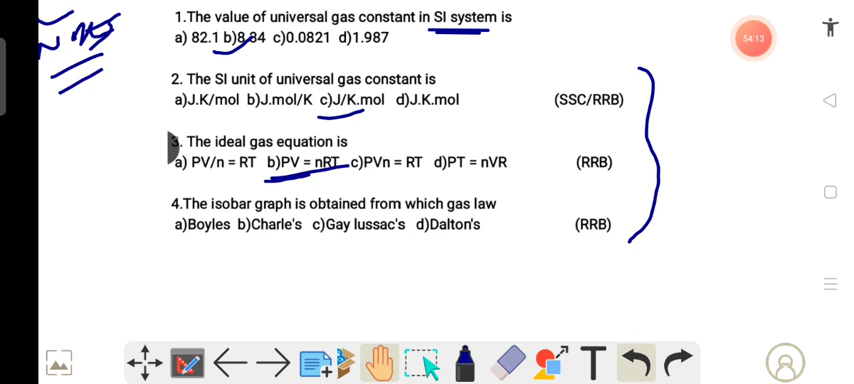 1.The value of universal gas constant in SI system is
a) 82.1 b)8.84 c)0.0821 d)1.987
54:13
2. The SI unit of universal gas constant is
a)J.K/mol b)J.mol/K c)J/K.mol d)J.K.mol (SSC/RRB)
3. The ideal gas equation is
a) PV/n = RT b)PV = nRT c)PVn = RT d)PT = nVR (RRB)
4.The isobar graph is obtained from which gas law
a)Boyles b)Charle's c)Gay lussac's d)Dalton's (RRB)
T